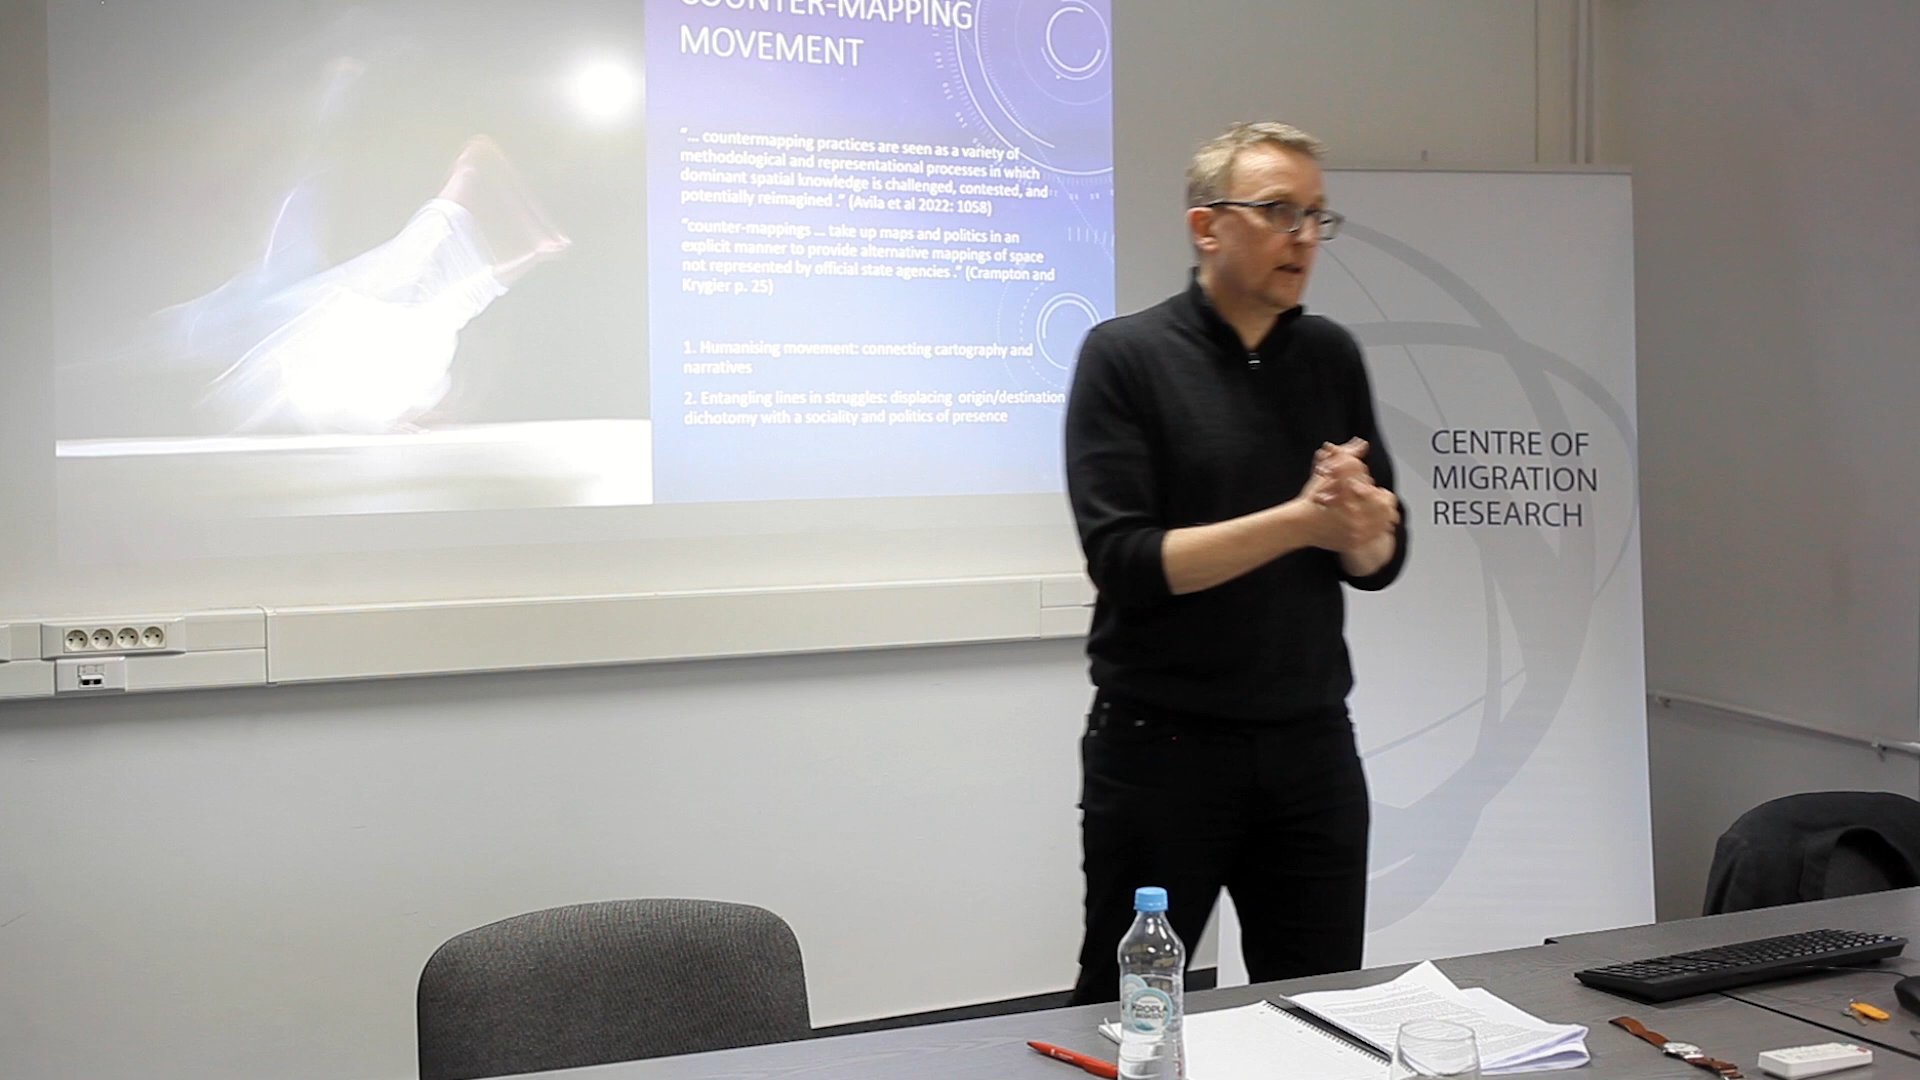 COUNTER-MAPPING
MOVEMENT
"... countermapping practices are seen as a variety of
methodological and representational processes in which
dominant spatial knowledge is challenged, contested, and
potentially reimagined ." (Avila et al 2022: 1058)
"counter-mappings ... take up maps and politics in an
explicit manner to provide alternative mappings of space
not represented by official state agencies ." (Crampton and
Krygier p. 25)
1. Humanising movement: connecting cartography and
narratives
2. Entangling lines in struggles: displacing origin/destination
dichotomy with a sociality and politics of presence
CENTRE OF
MIGRATION
RESEARCH
KROPLA